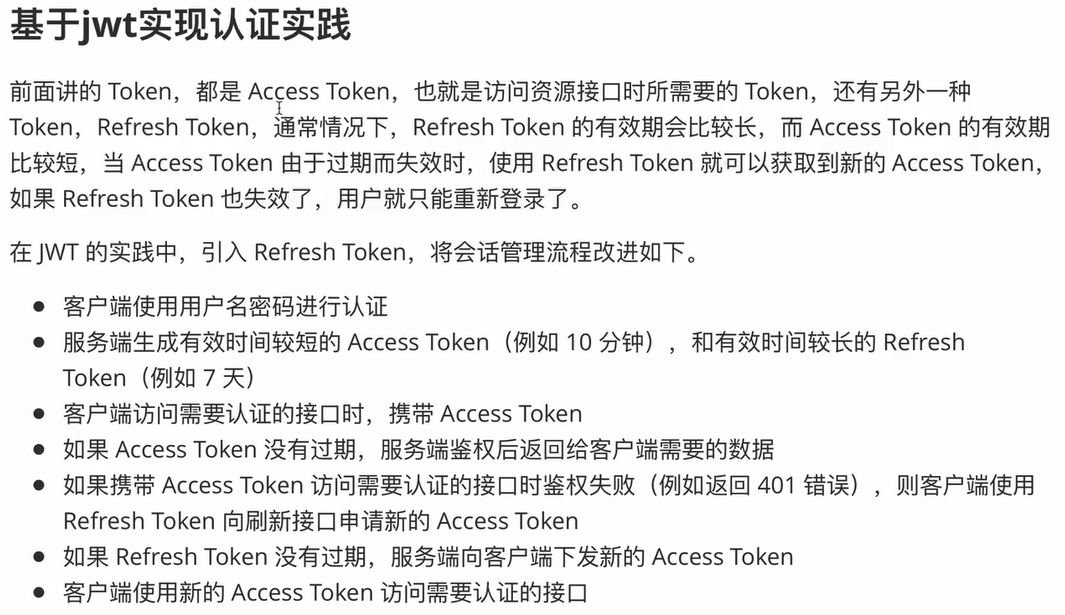 基于jwt实现认证实践
前面讲的 Token，都是 Access Token，也就是访问资源接口时所需要的 Token，还有另外一种
Token，Refresh Token，通常情况下，Refresh Token 的有效期会比较长，而 Access Token 的有效期
比较短，当 Access Token 由于过期而失效时，使用 Refresh Token 就可以获取到新的 Access Token，
如果 Refresh Token 也失效了，用户就只能重新登录了。
在 JWT 的实践中，引入 Refresh Token，将会话管理流程改进如下。
● 客户端使用用户名密码进行认证
● 服务端生成有效时间较短的 Access Token（例如 10 分钟），和有效时间较长的 Refresh
Token（例如 7 天）
● 客户端访问需要认证的接口时，携带 Access Token
● 如果 Access Token 没有过期，服务端鉴权后返回给客户端需要的数据
● 如果携带 Access Token 访问需要认证的接口时鉴权失败（例如返回 401 错误），则客户端使用
Refresh Token 向刷新接口申请新的 Access Token
● 如果 Refresh Token 没有过期，服务端向客户端下发新的 Access Token
● 客户端使用新的 Access Token 访问需要认证的接口